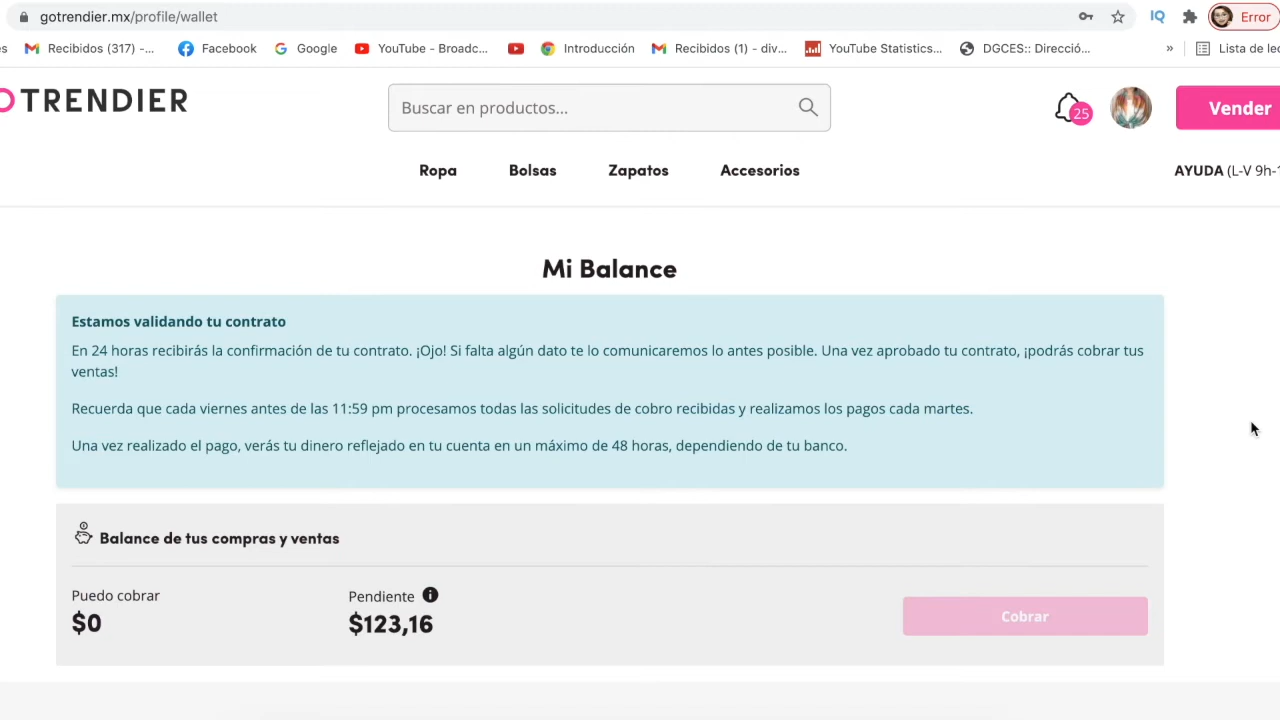 gotrendier.mx/profile/wallet
Error
Recibidos (317) -...
Facebook
Google
YouTube - Broadc...
Introducción
Recibidos (1) - div...
YouTube Statistics...
DGCES:: Direcció...
»
Lista de lec
TRENDIER
Buscar en productos...
25
Vender
Ropa
Bolsas
Zapatos
Accesorios
AYUDA (L-V 9h-1
Mi Balance
Estamos validando tu contrato
En 24 horas recibirás la confirmación de tu contrato. ¡Ojo! Si falta algún dato te lo comunicaremos lo antes posible. Una vez aprobado tu contrato, ¡podrás cobrar tus
ventas!
Recuerda que cada viernes antes de las 11:59 pm procesamos todas las solicitudes de cobro recibidas y realizamos los pagos cada martes.
Una vez realizado el pago, verás tu dinero reflejado en tu cuenta en un máximo de 48 horas, dependiendo de tu banco.
Balance de tus compras y ventas
Puedo cobrar
$0
Pendiente
$123,16
Cobrar